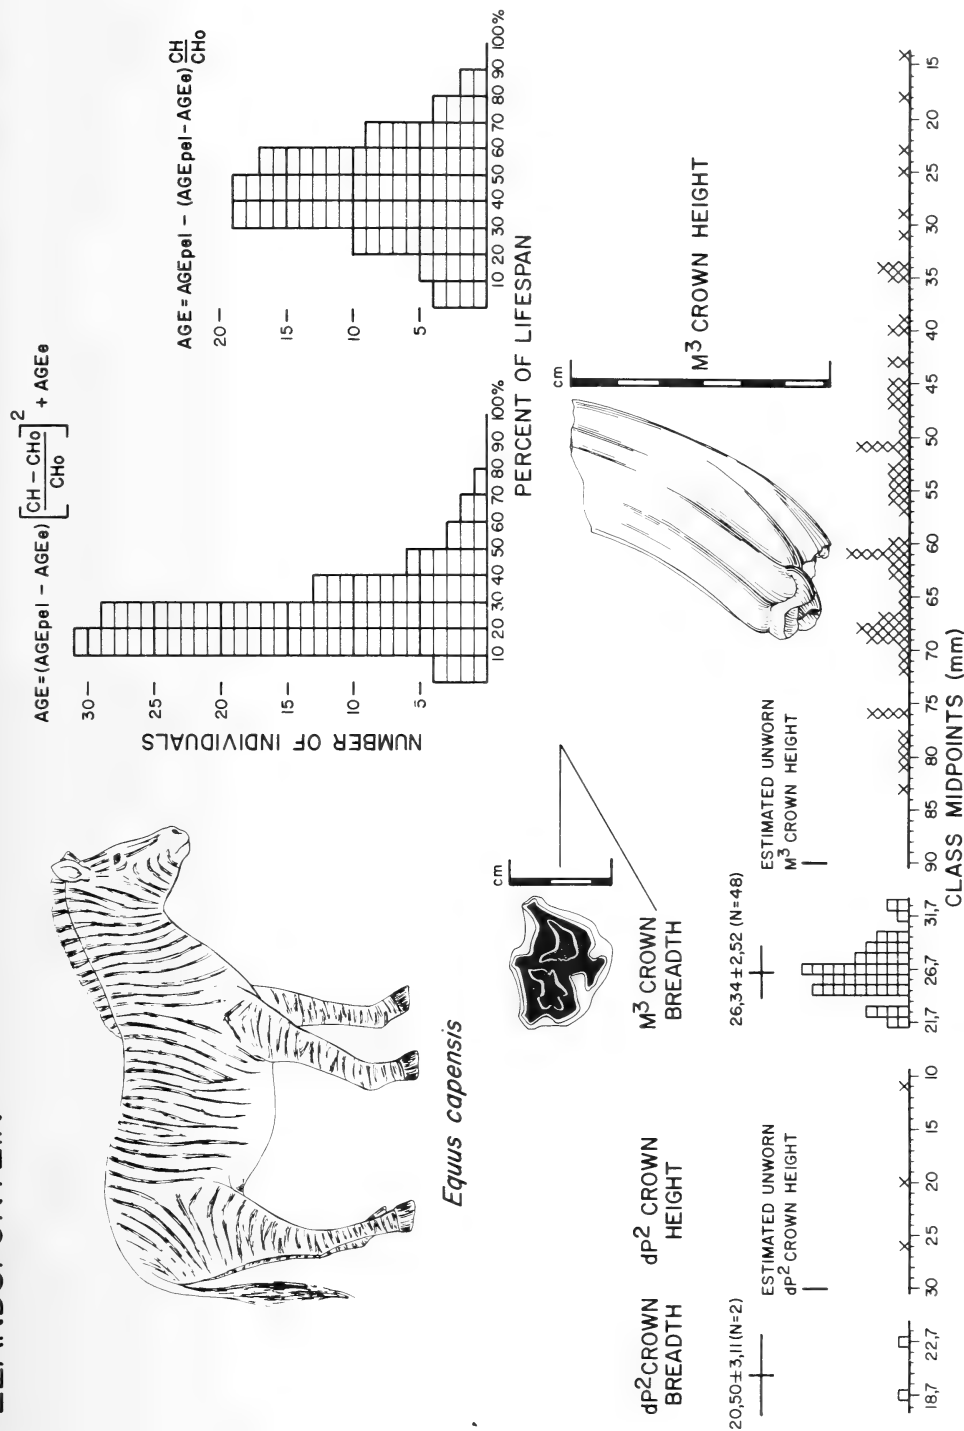 AGE = (AGEpel – AGEe) [CH – CHo / CHo]² + AGEe
AGE = AGEpel – (AGEpel – AGEe) CH / CHo
NUMBER OF INDIVIDUALS
30 –
25 –
20 –
15 –
10 –
5 –
10 20 30 40 50 60 70 80 90 100%
20 –
15 –
10 –
5 –
10 20 30 40 50 60 70 80 90 100%
PERCENT OF LIFESPAN
Equus capensis
cm
cm
dP² CROWN
BREADTH
dP² CROWN
HEIGHT
M³ CROWN
BREADTH
M³ CROWN HEIGHT
20,50 ± 3,11 (N=2)
ESTIMATED UNWORN
dP² CROWN HEIGHT
26,34 ± 2,52 (N=48)
ESTIMATED UNWORN
M³ CROWN HEIGHT
18,7 22,7
30 25 20 15 10
21,7 26,7 31,7
90 85 80 75 70 65 60 55 50 45 40 35 30 25 20 15
CLASS MIDPOINTS (mm)